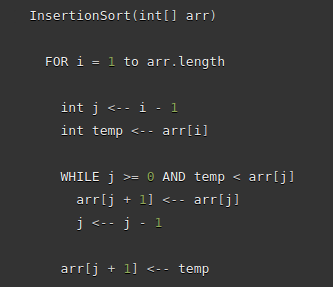 InsertionSort(int[] arr)
FOR i = 1 to arr.length
int j <-- i - 1
int temp <-- arr[i]
WHILE j >= 0 AND temp < arr[j]
arr[j + 1] <-- arr[j]
j <-- j - 1
arr[j + 1] <-- temp